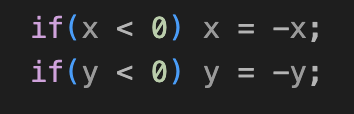 if(x < 0) x = -x;
if(y < 0) y = -y;